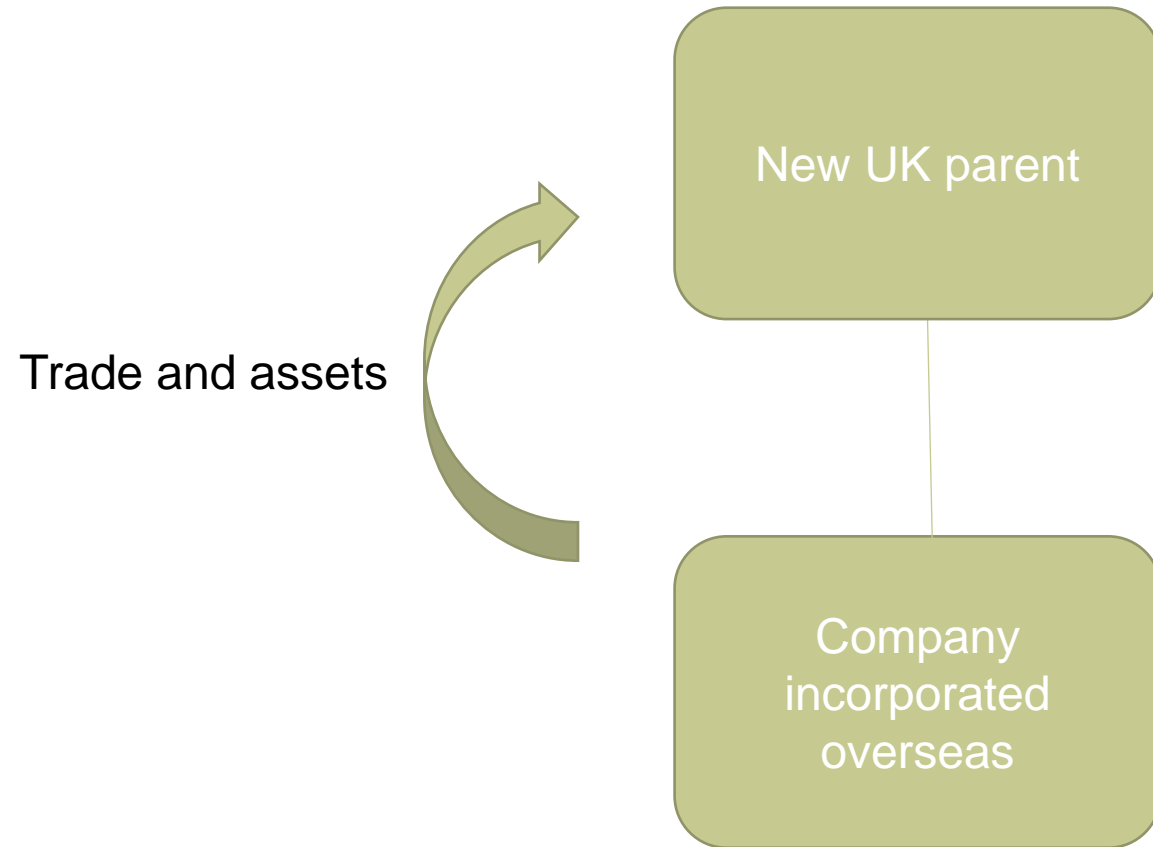 New UK parent
Trade and assets
Company
incorporated
overseas